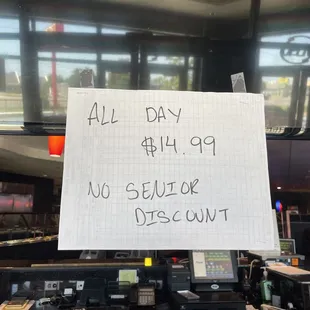 ALL DAY
$14.99
NO SENIOR
DISCOUNT